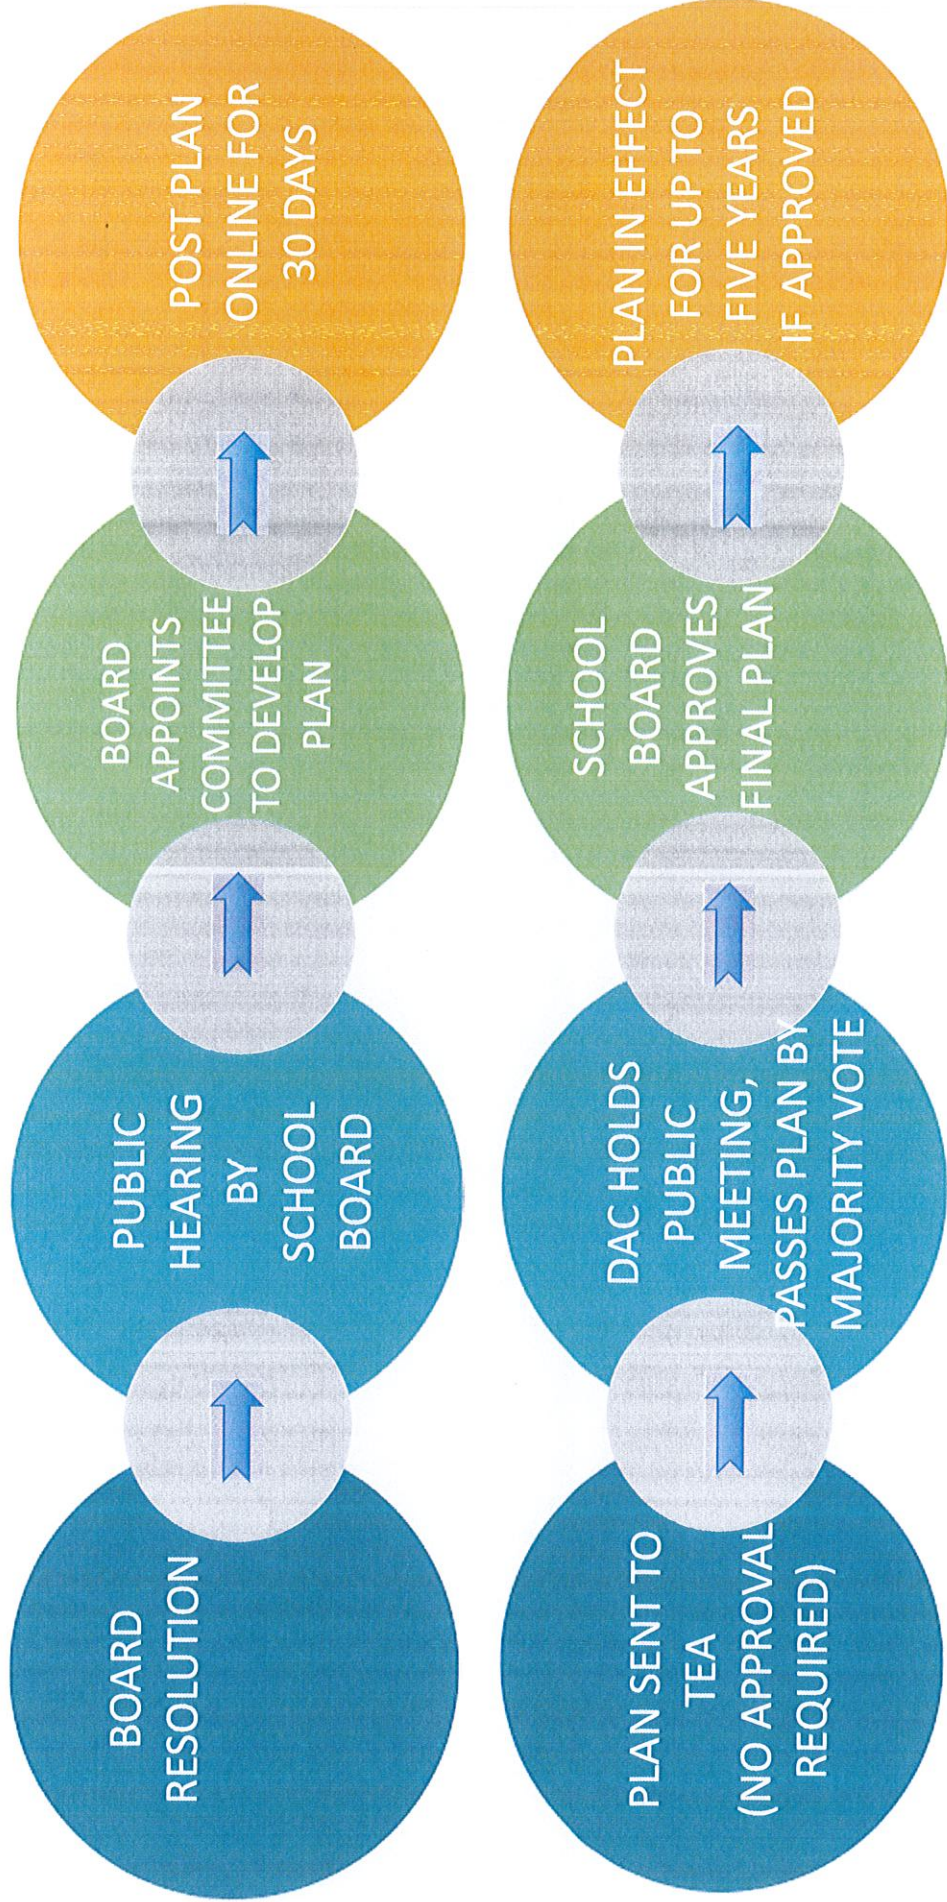 BOARD
RESOLUTION
PUBLIC
HEARING
BY
SCHOOL
BOARD
BOARD
APPOINTS
COMMITTEE
TO DEVELOP
PLAN
POST PLAN
ONLINE FOR
30 DAYS
PLAN SENT TO
TEA
(NO APPROVAL
REQUIRED)
DAC HOLDS
PUBLIC
MEETING,
PASSES PLAN BY
MAJORITY VOTE
SCHOOL
BOARD
APPROVES
FINAL PLAN
PLAN IN EFFECT
FOR UP TO
FIVE YEARS
IF APPROVED